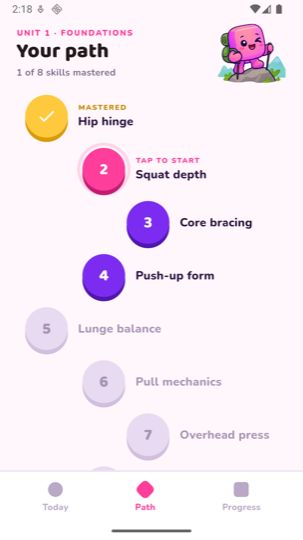 2:18
UNIT 1 · FOUNDATIONS
Your path
1 of 8 skills mastered
MASTERED
Hip hinge
2
TAP TO START
Squat depth
3
Core bracing
4
Push-up form
5
Lunge balance
6
Pull mechanics
7
Overhead press
Today
Path
Progress